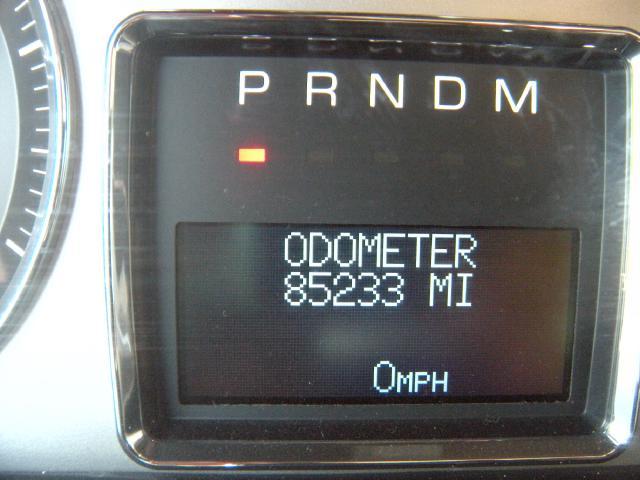 P R N D M
ODOMETER
85233 MI
0MPH